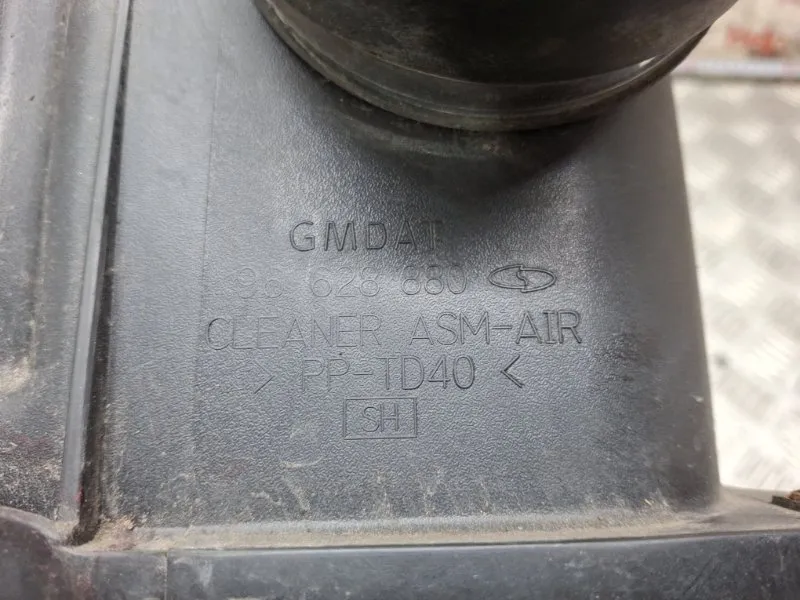 GMDAT
96 628 880
CLEANER ASM-AIR
> PP-TD40 <
SH